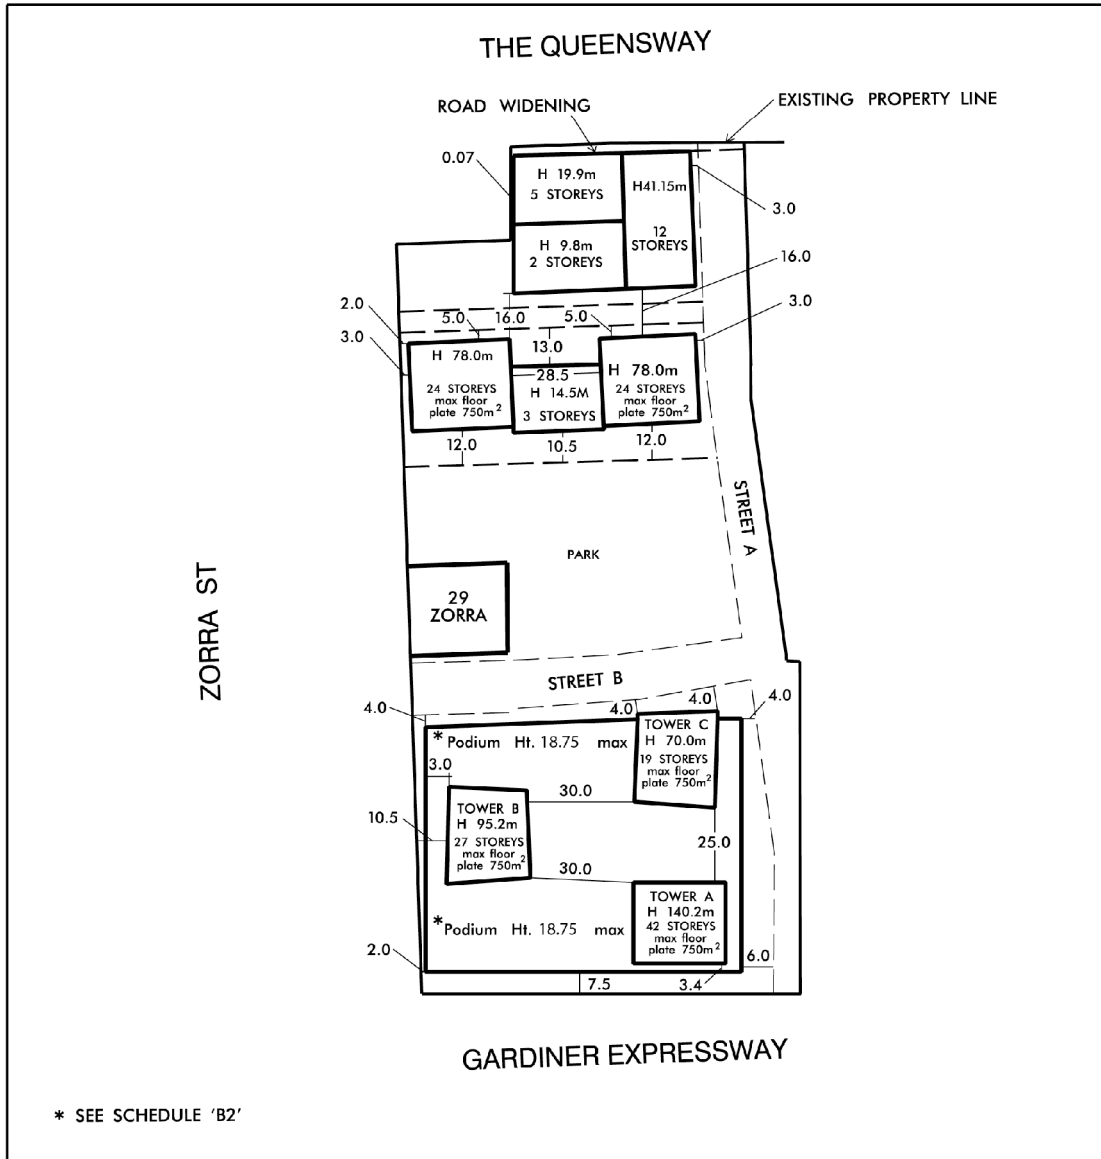 THE QUEENSWAY
ROAD WIDENING
EXISTING PROPERTY LINE
0.07
H 19.9m
5 STOREYS
H41.15m
12
STOREYS
3.0
H 9.8m
2 STOREYS
16.0
2.0
5.0
16.0
5.0
3.0
3.0
13.0
H 78.0m
24 STOREYS
max floor
plate 750m2
28.5
H 14.5M
3 STOREYS
H 78.0m
24 STOREYS
max floor
plate 750m2
12.0
10.5
12.0
STREET A
PARK
ZORRA ST
29
ZORRA
STREET B
4.0
4.0
4.0
4.0
*Podium Ht. 18.75 max
TOWER C
H 70.0m
19 STOREYS
max floor
plate 750m2
3.0
30.0
10.5
TOWER B
H 95.2m
27 STOREYS
max floor
plate 750m2
25.0
30.0
TOWER A
H 140.2m
42 STOREYS
max floor
plate 750m2
*Podium Ht. 18.75 max
2.0
6.0
7.5
3.4
GARDINER EXPRESSWAY
* SEE SCHEDULE 'B2'